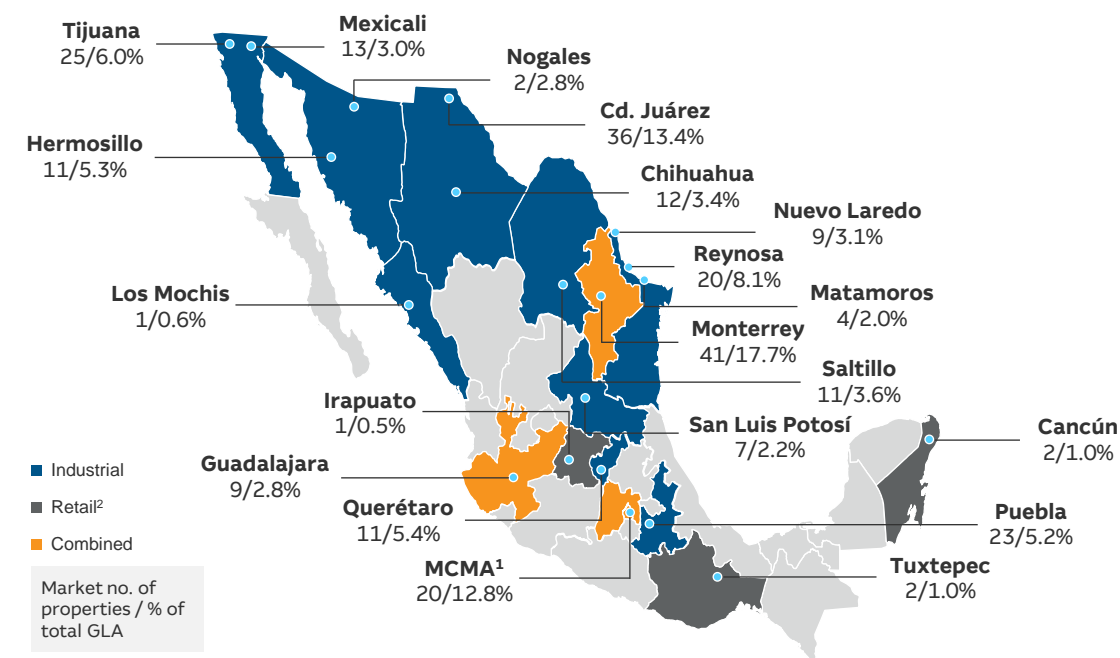 Tijuana
25/6.0%
Mexicali
13/3.0%
Nogales
2/2.8%
Cd. Juárez
36/13.4%
Hermosillo
11/5.3%
Chihuahua
12/3.4%
Nuevo Laredo
9/3.1%
Reynosa
20/8.1%
Los Mochis
1/0.6%
Matamoros
4/2.0%
Monterrey
41/17.7%
Saltillo
11/3.6%
Irapuato
1/0.5%
San Luis Potosí
7/2.2%
Cancún
2/1.0%
Guadalajara
9/2.8%
Querétaro
11/5.4%
Puebla
23/5.2%
MCMA¹
20/12.8%
Tuxtepec
2/1.0%
Industrial
Retail²
Combined
Market no. of
properties / % of
total GLA